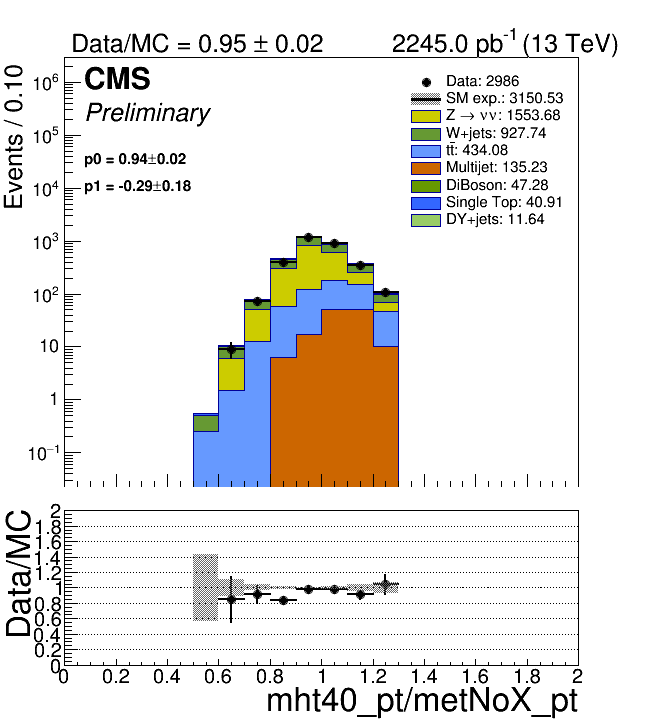 Data/MC = 0.95 ± 0.02 2245.0 pb⁻¹ (13 TeV)
CMS
Preliminary
p0 = 0.94±0.02
p1 = -0.29±0.18
Data: 2986
SM exp.: 3150.53
Z → νν: 1553.68
W+jets: 927.74
tt̄: 434.08
Multijet: 135.23
DiBoson: 47.28
Single Top: 40.91
DY+jets: 11.64
Events / 0.10
10⁶
10⁵
10⁴
10³
10²
10
1
10⁻¹
Data/MC
2
1.8
1.6
1.4
1.2
1
0.8
0.6
0.4
0.2
0
0 0.2 0.4 0.6 0.8 1 1.2 1.4 1.6 1.8 2
mht40_pt/metNoX_pt